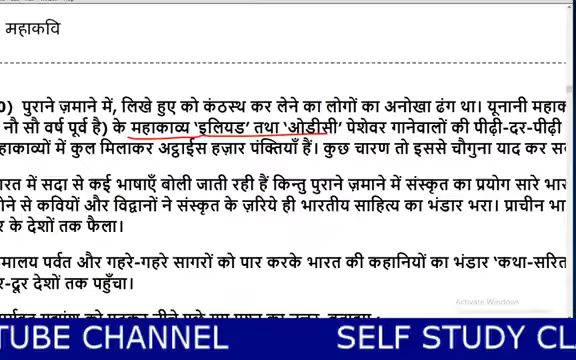 महाकवि
0) पुराने ज़माने में, लिखे हुए को कंठस्थ कर लेने का लोगों का अनोखा ढंग था। यूनानी महाक
नौ सौ वर्ष पूर्व है) के महाकाव्य 'इलियड' तथा 'ओडीसी' पेशेवर गानेवालों की पीढ़ी-दर-पीढ़ी
हाकाव्यों में कुल मिलाकर अट्ठाईस हज़ार पंक्तियाँ हैं। कुछ चारण तो इससे चौगुना याद कर स
ारत में सदा से कई भाषाएँ बोली जाती रही हैं किन्तु पुराने ज़माने में संस्कृत का प्रयोग सारे भार
ोने से कवियों और विद्वानों ने संस्कृत के ज़रिये ही भारतीय साहित्य का भंडार भरा। प्राचीन भा
र के देशों तक फैला।
मालय पर्वत और गहरे-गहरे सागरों को पार करके भारत की कहानियों का भंडार 'कथा-सरित
र-दूर देशों तक पहुँचा।
Activate Windows
TUBE CHANNEL SELF STUDY CL